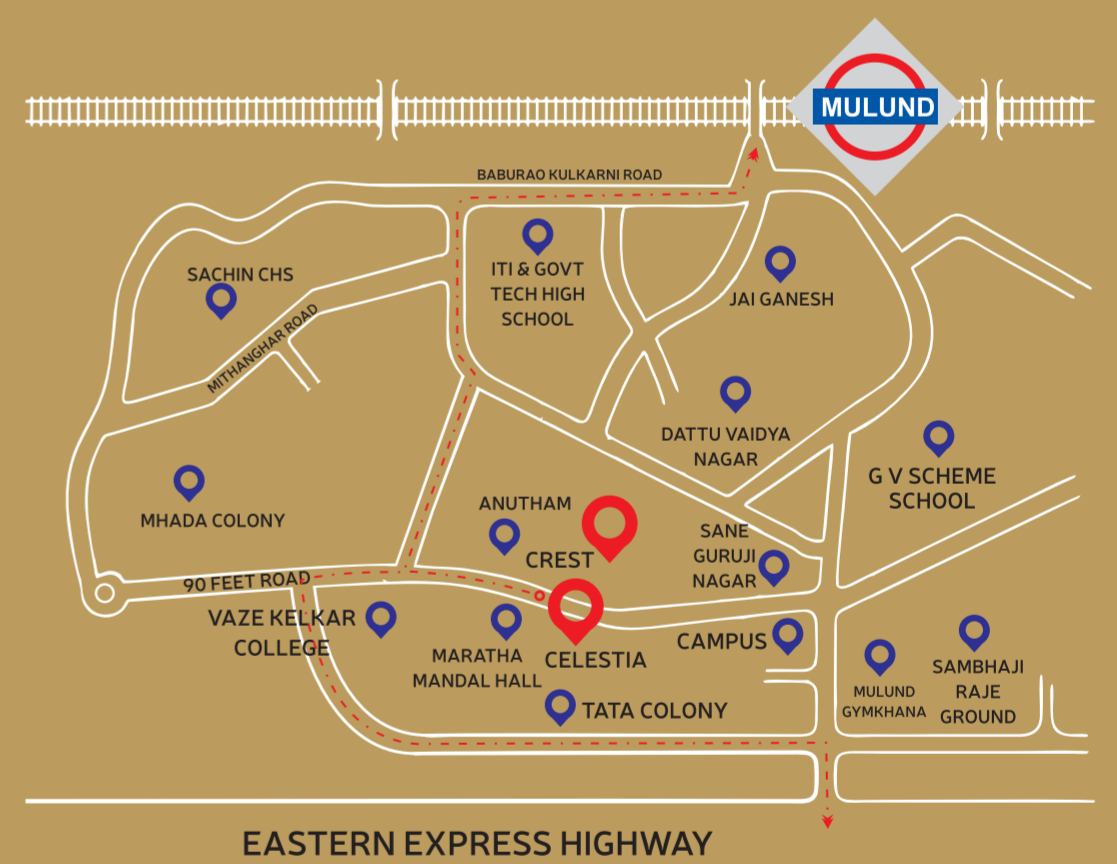 MULUND
BABURAO KULKARNI ROAD
SACHIN CHS
MITHANGHAR ROAD
ITI & GOVT
TECH HIGH
SCHOOL
JAI GANESH
DATTU VAIDYA
NAGAR
G V SCHEME
SCHOOL
MHADA COLONY
ANUTHAM
CREST
SANE
GURUJI
NAGAR
90 FEET ROAD
VAZE KELKAR
COLLEGE
MARATHA
MANDAL HALL
CELESTIA
CAMPUS
TATA COLONY
MULUND
GYMKHANA
SAMBHAJI
RAJE
GROUND
EASTERN EXPRESS HIGHWAY